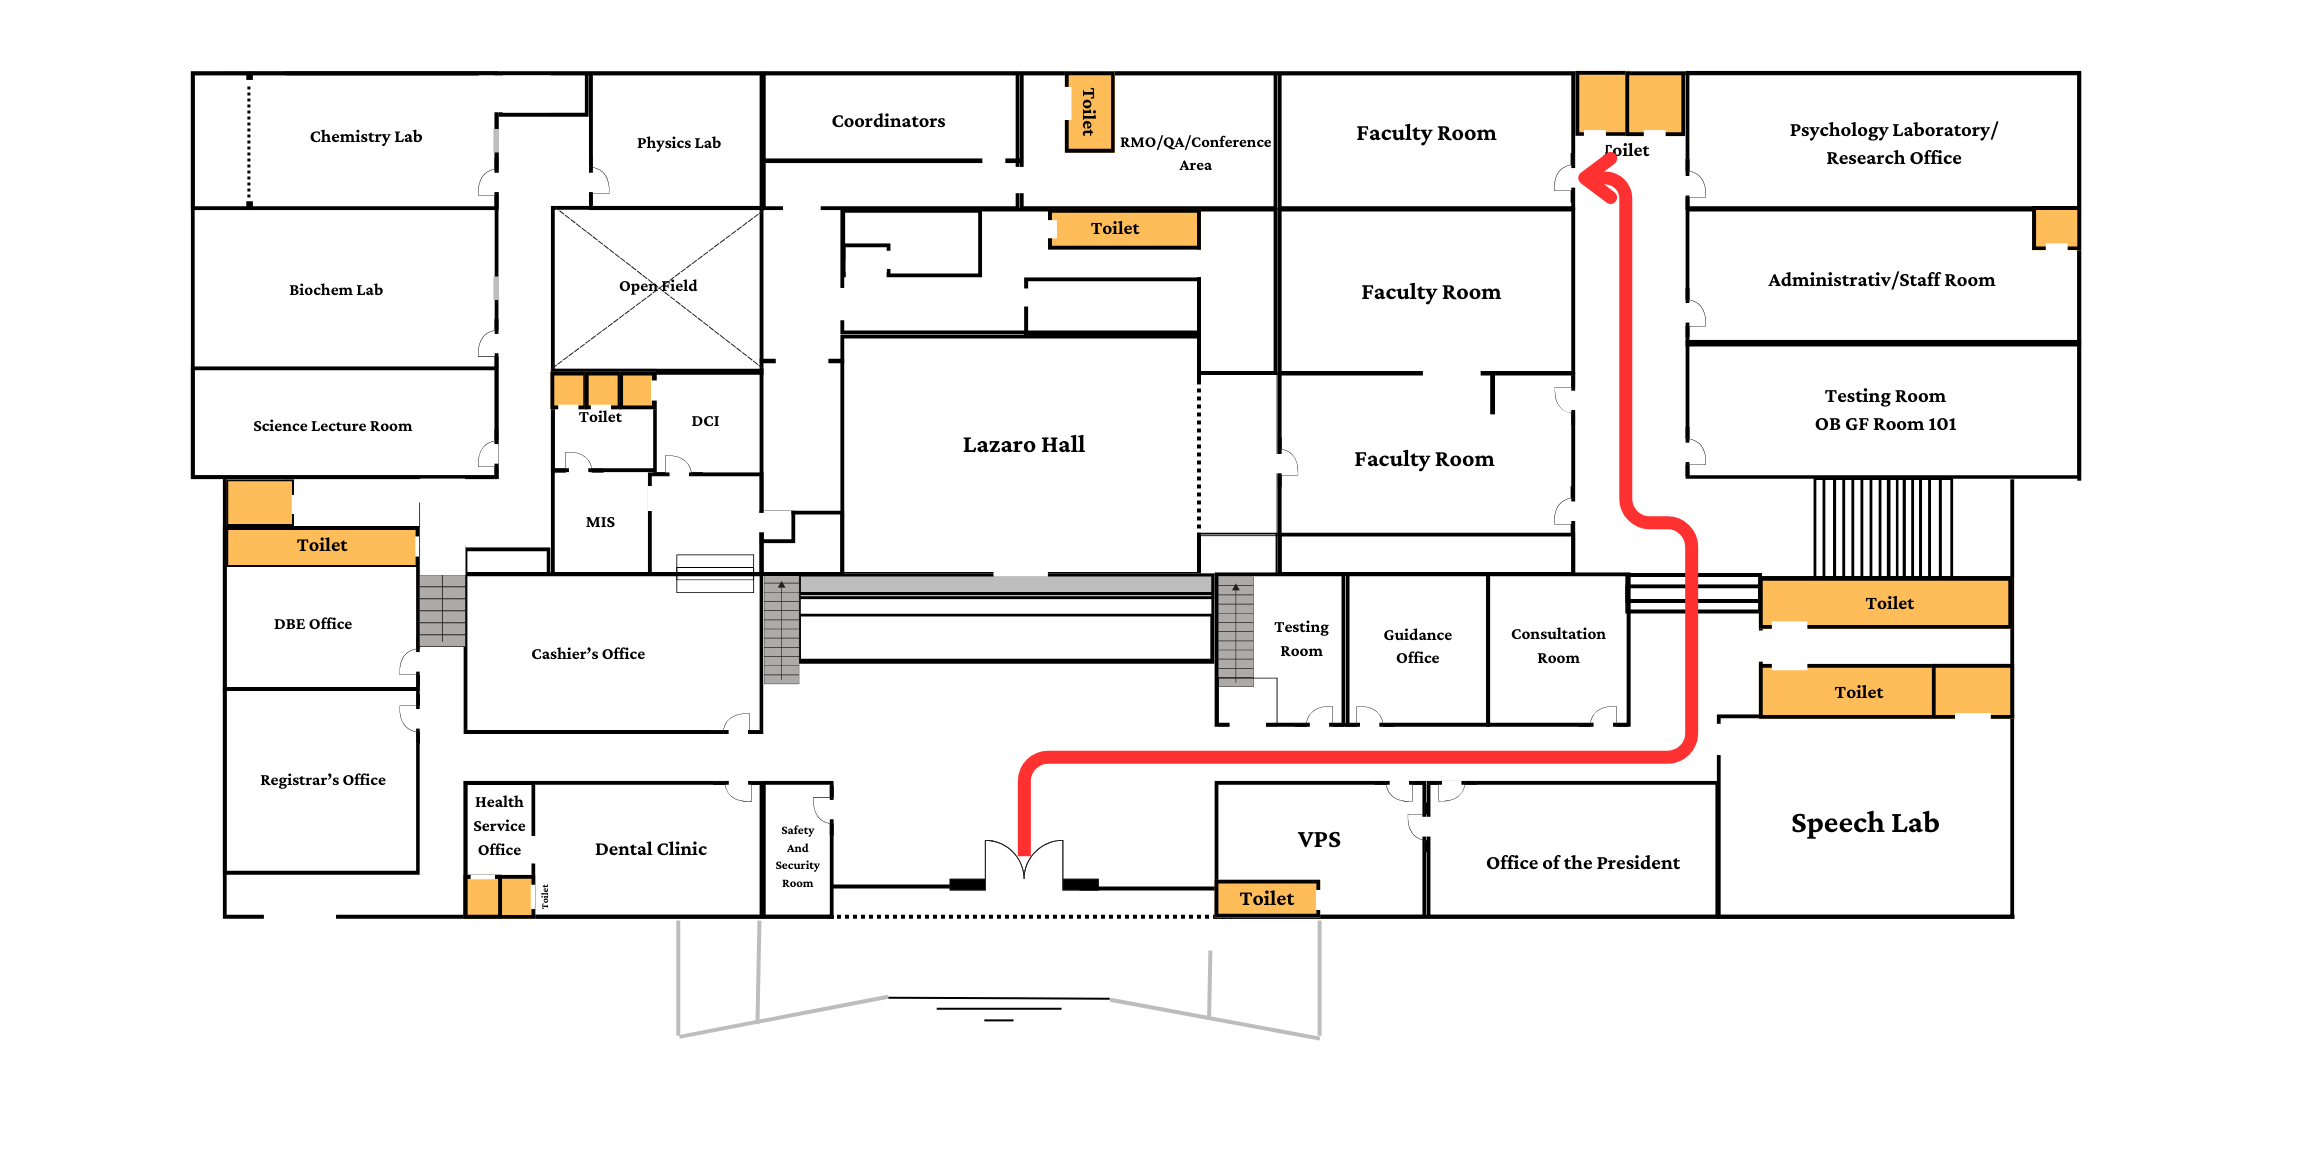 Chemistry Lab
Physics Lab
Coordinators
Toilet
RMO/QA/Conference
Area
Faculty Room
Toilet
Psychology Laboratory/
Research Office
Biochem Lab
Open Field
Toilet
Faculty Room
Administrativ/Staff Room
Science Lecture Room
Toilet
DCI
Lazaro Hall
Faculty Room
Testing Room
OB GF Room 101
MIS
Toilet
DBE Office
Cashier's Office
Testing
Room
Guidance
Office
Consultation
Room
Toilet
Toilet
Registrar's Office
Health
Service
Office
Toilet
Dental Clinic
Safety
And
Security
Room
VPS
Toilet
Office of the President
Speech Lab